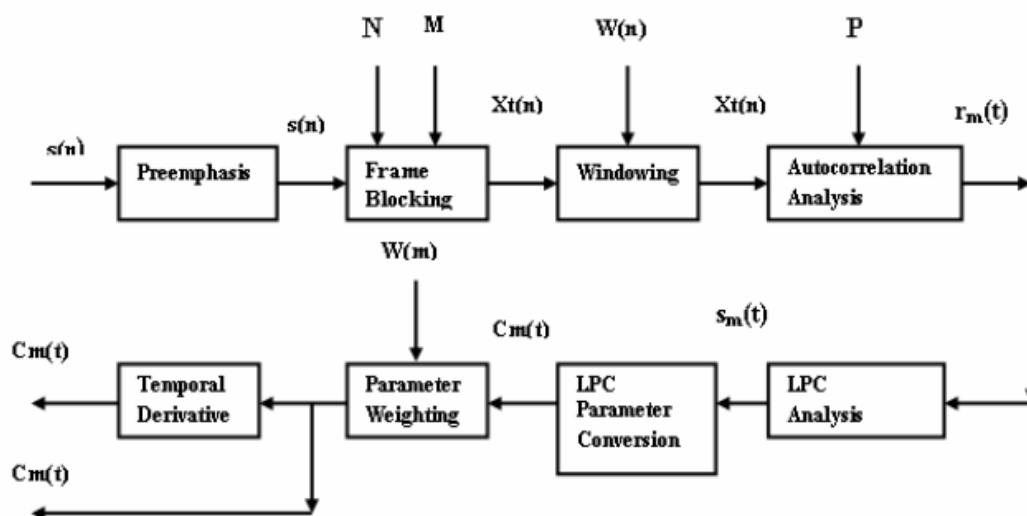 N
M
W(n)
P
s(n)
Preemphasis
s(n)
Frame
Blocking
Xt(n)
Windowing
Xt(n)
Autocorrelation
Analysis
rm(t)
W(m)
Cm(t)
Temporal
Derivative
Parameter
Weighting
Cm(t)
LPC
Parameter
Conversion
sm(t)
LPC
Analysis
Cm(t)